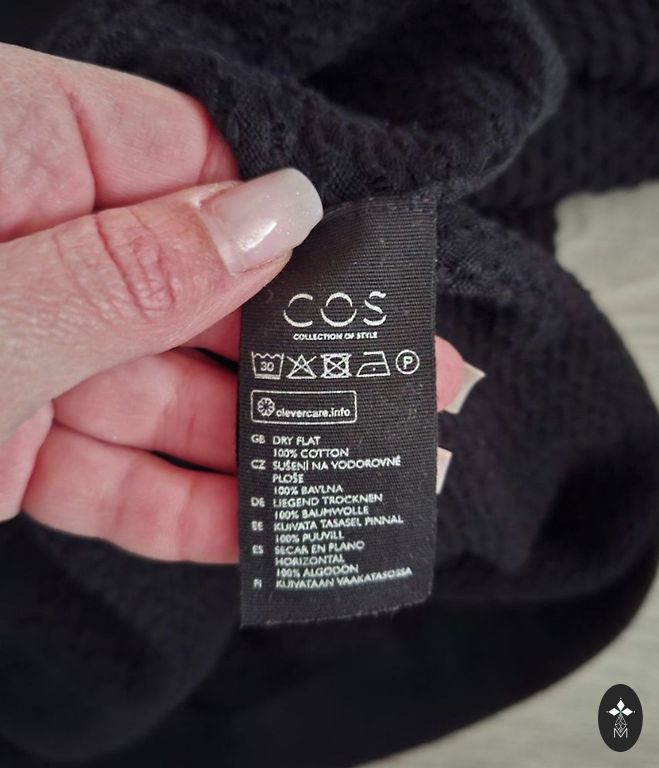 COS
COLLECTION OF STYLE
30 P
clevercare.info
GB DRY FLAT
100% COTTON
CZ SUŠENÍ NA VODOROVNÉ
PLOŠE
100% BAVLNA
DE LIEGEND TROCKNEN
100% BAUMWOLLE
EE KUIVATA TASASEL PINNAL
100% PUUVILL
ES SECAR EN PLANO
HORIZONTAL
100% ALGODON
FI KUIVATAAN VAAKATASOSSA
M